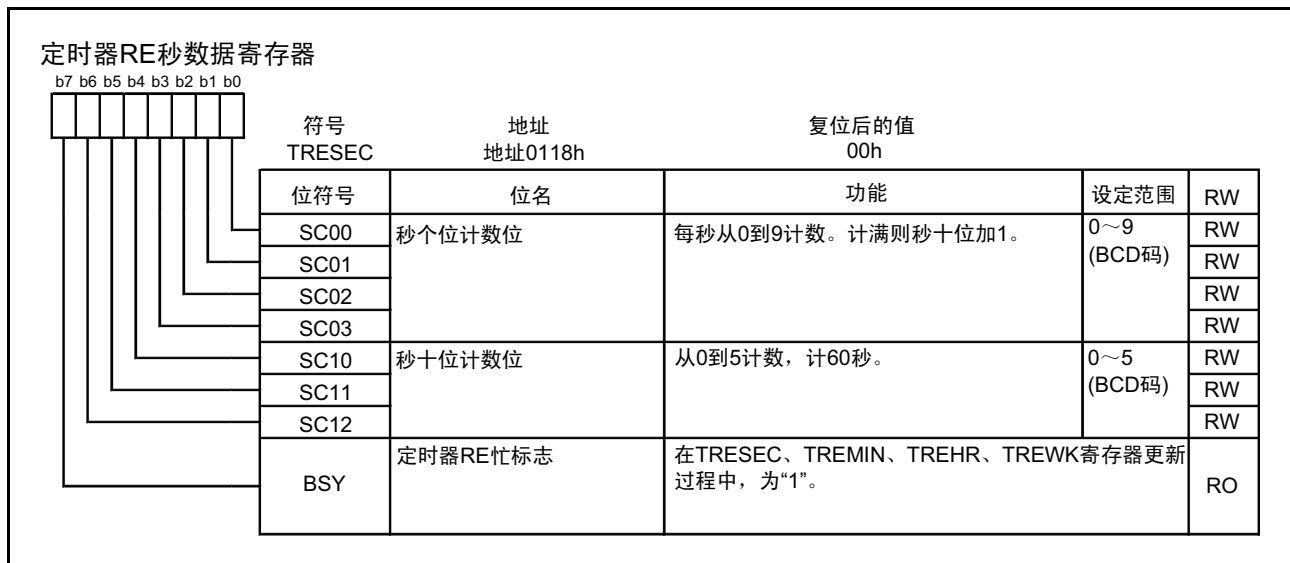 定时器RE秒数据寄存器
b7 b6 b5 b4 b3 b2 b1 b0
符号 地址 复位后的值
TRESEC 地址0118h 00h
位符号 位名 功能 设定范围 RW
SC00 秒个位计数位 每秒从0到9计数。计满则秒十位加1。 0～9 RW
SC01 (BCD码) RW
SC02 RW
SC03 RW
SC10 秒十位计数位 从0到5计数，计60秒。 0～5 RW
SC11 (BCD码) RW
SC12 RW
定时器RE忙标志 在TRESEC、TREMIN、TREHR、TREWK寄存器更新
BSY 过程中，为“1”。 RO